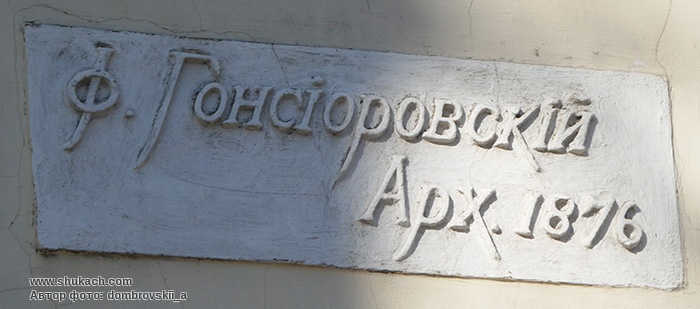 Ф. Гонсіоровскій
Арх. 1876
www.shukach.com
Автор фото: dombrovskii_a